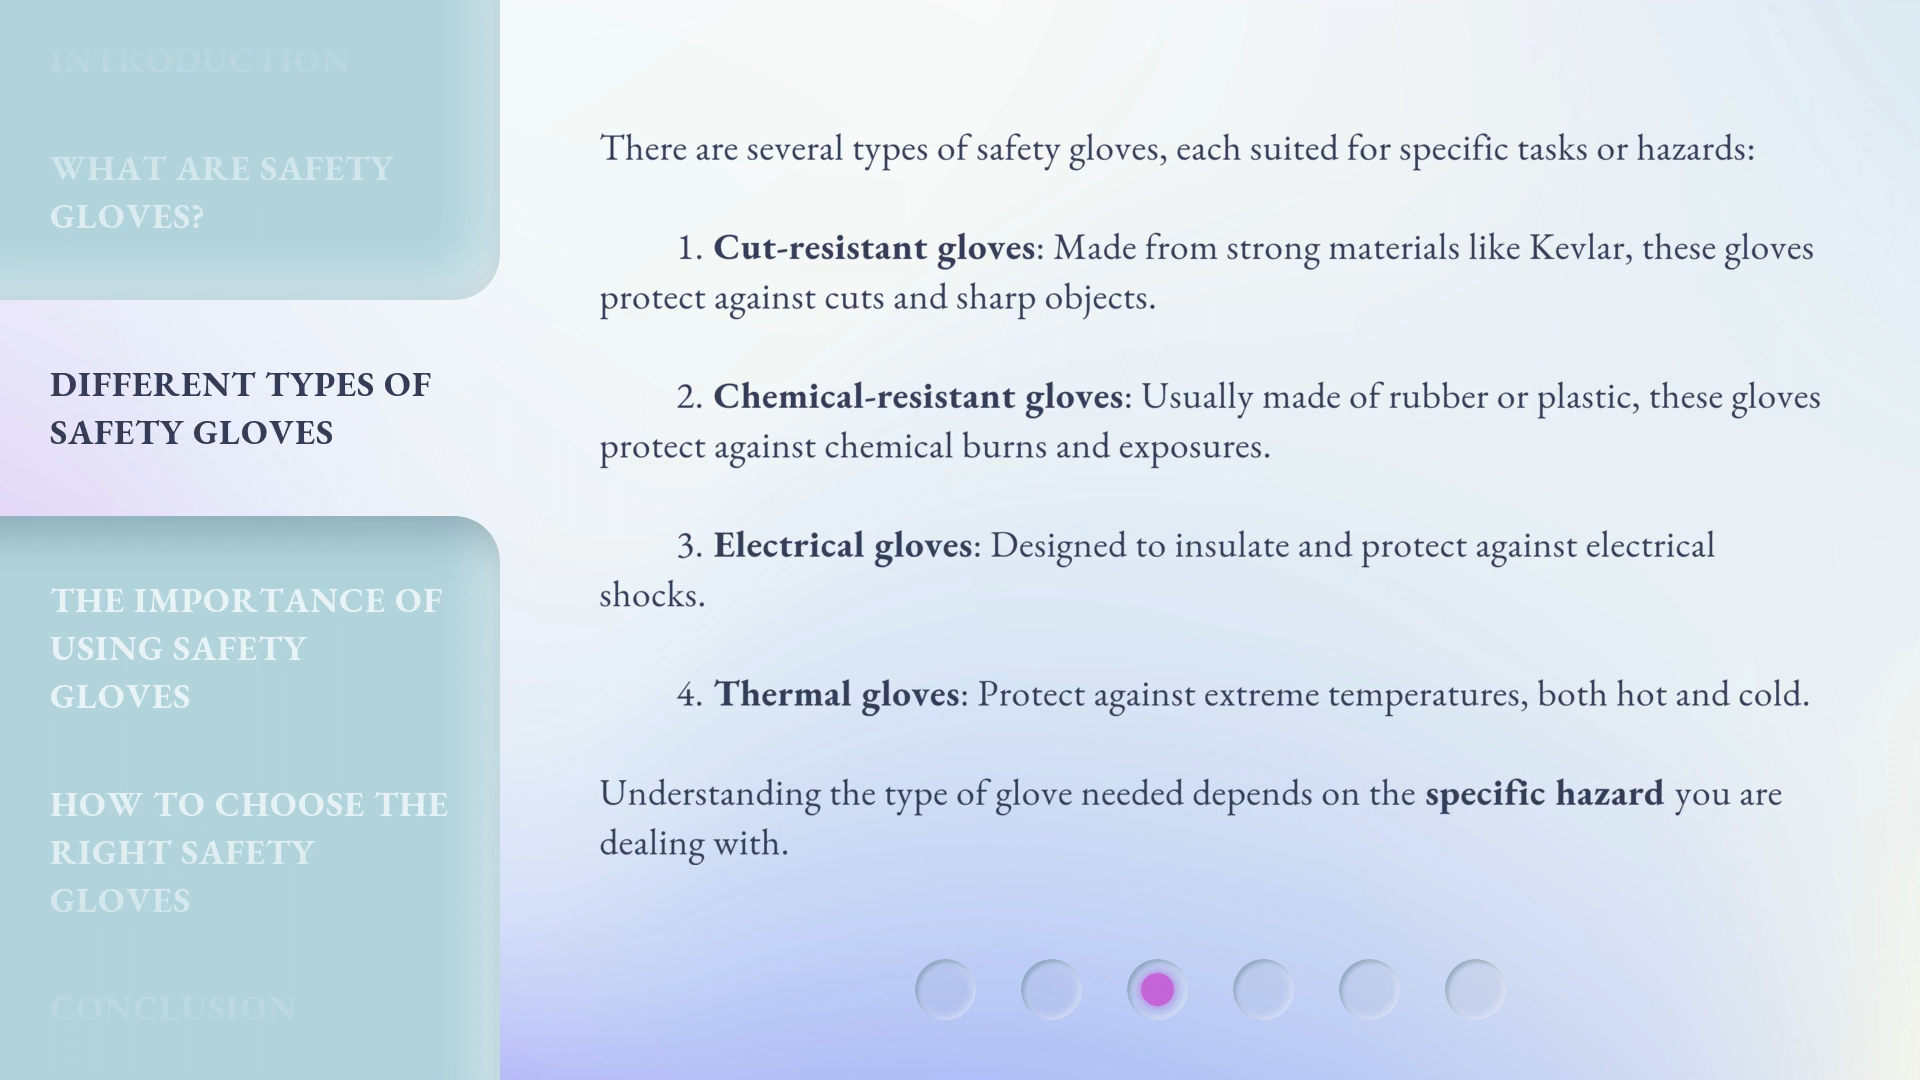 INTRODUCTION
WHAT ARE SAFETY
GLOVES?
DIFFERENT TYPES OF
SAFETY GLOVES
THE IMPORTANCE OF
USING SAFETY
GLOVES
HOW TO CHOOSE THE
RIGHT SAFETY
GLOVES
CONCLUSION
There are several types of safety gloves, each suited for specific tasks or hazards:
1. Cut-resistant gloves: Made from strong materials like Kevlar, these gloves
protect against cuts and sharp objects.
2. Chemical-resistant gloves: Usually made of rubber or plastic, these gloves
protect against chemical burns and exposures.
3. Electrical gloves: Designed to insulate and protect against electrical
shocks.
4. Thermal gloves: Protect against extreme temperatures, both hot and cold.
Understanding the type of glove needed depends on the specific hazard you are
dealing with.